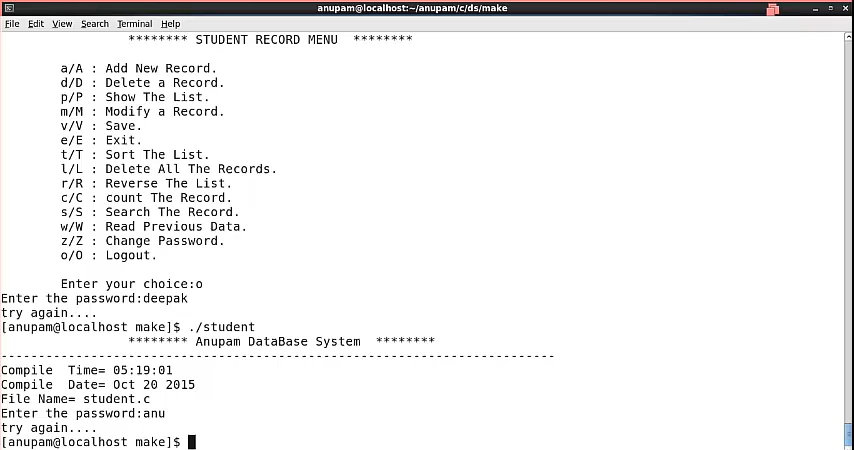 anupam@localhost:~/anupam/c/ds/make
File Edit View Search Terminal Help
******** STUDENT RECORD MENU ********
a/A : Add New Record.
d/D : Delete a Record.
p/P : Show The List.
m/M : Modify a Record.
v/V : Save.
e/E : Exit.
t/T : Sort The List.
l/L : Delete All The Records.
r/R : Reverse The List.
c/C : count The Record.
s/S : Search The Record.
w/W : Read Previous Data.
z/Z : Change Password.
o/O : Logout.
Enter your choice:o
Enter the password:deepak
try again....
[anupam@localhost make]$ ./student
******** Anupam DataBase System ********
--------------------------------------------------------------------------
Compile Time= 05:19:01
Compile Date= Oct 20 2015
File Name= student.c
Enter the password:anu
try again....
[anupam@localhost make]$